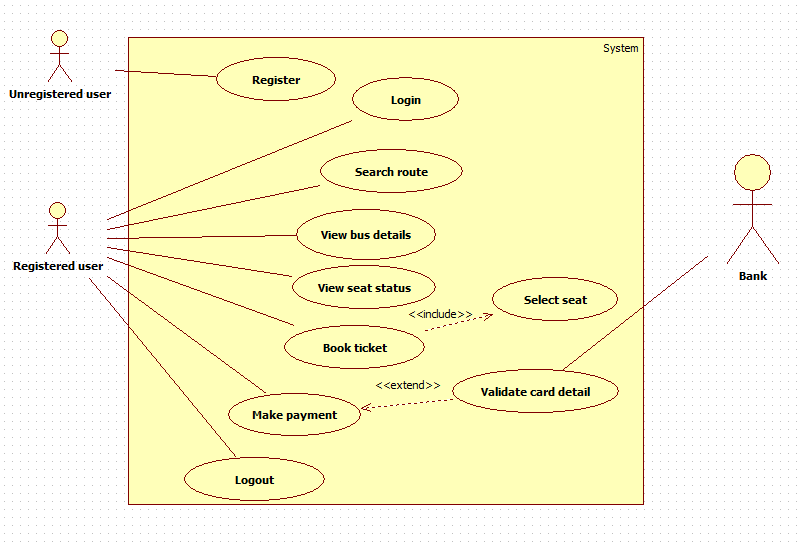 System
Register
Unregistered user
Login
Search route
View bus details
Registered user
Bank
View seat status
Select seat
<<include>>
Book ticket
<<extend>>
Validate card detail
Make payment
Logout